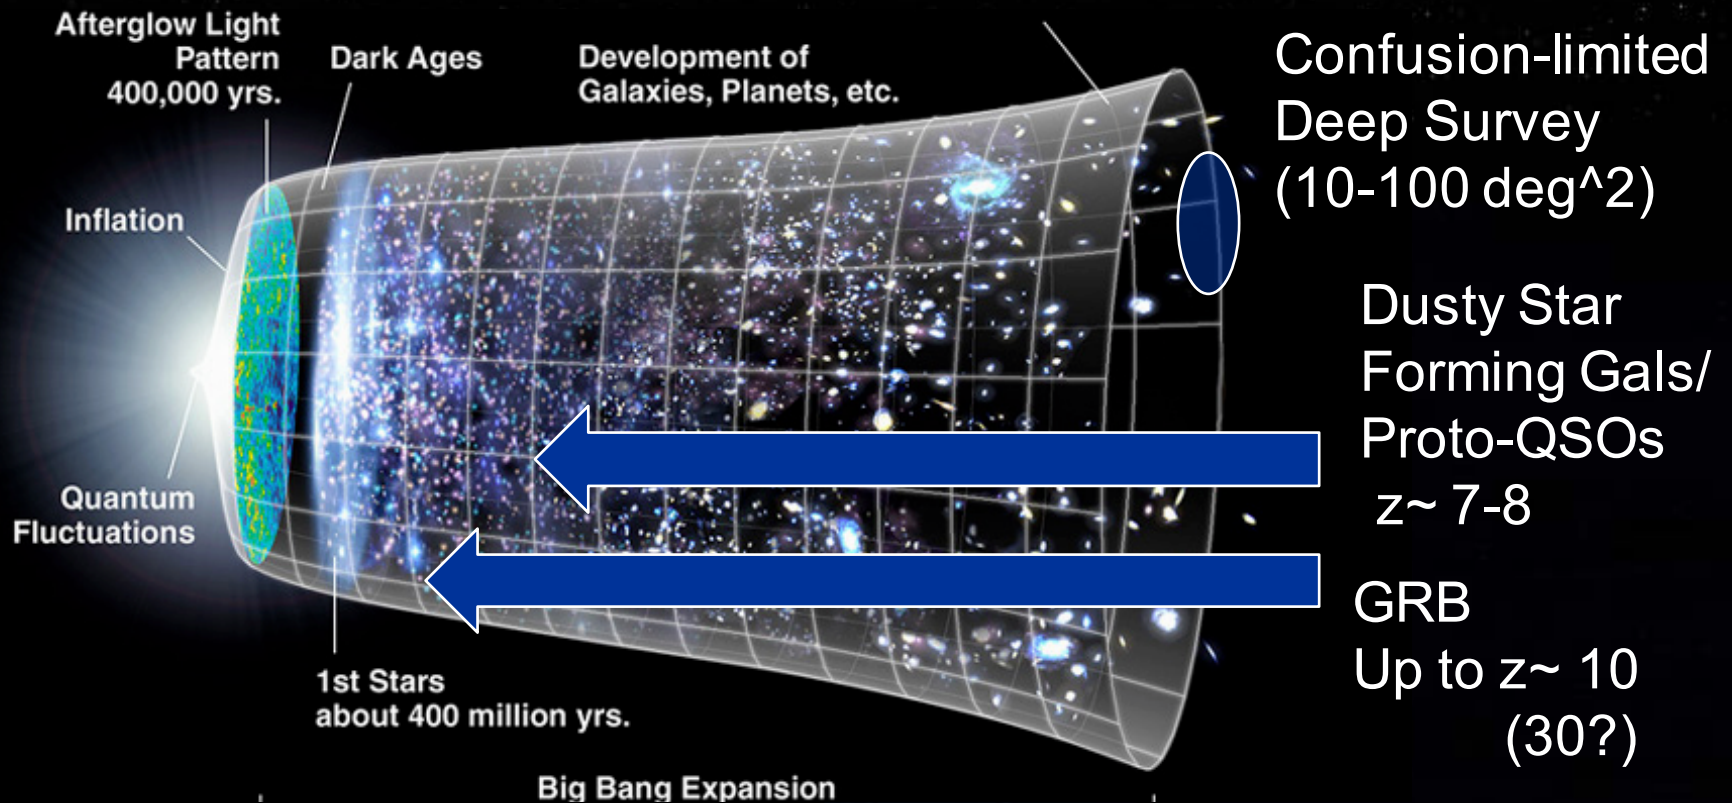 Afterglow Light
Pattern
400,000 yrs.
Dark Ages
Development of
Galaxies, Planets, etc.
Inflation
Quantum
Fluctuations
1st Stars
about 400 million yrs.
Big Bang Expansion
Confusion-limited
Deep Survey
(10-100 deg^2)
Dusty Star
Forming Gals/
Proto-QSOs
z~ 7-8
GRB
Up to z~ 10
(30?)